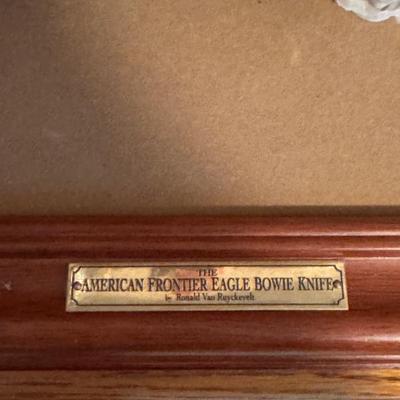 THE
AMERICAN FRONTIER EAGLE BOWIE KNIFE
by Ronald Van Ruyckevelt